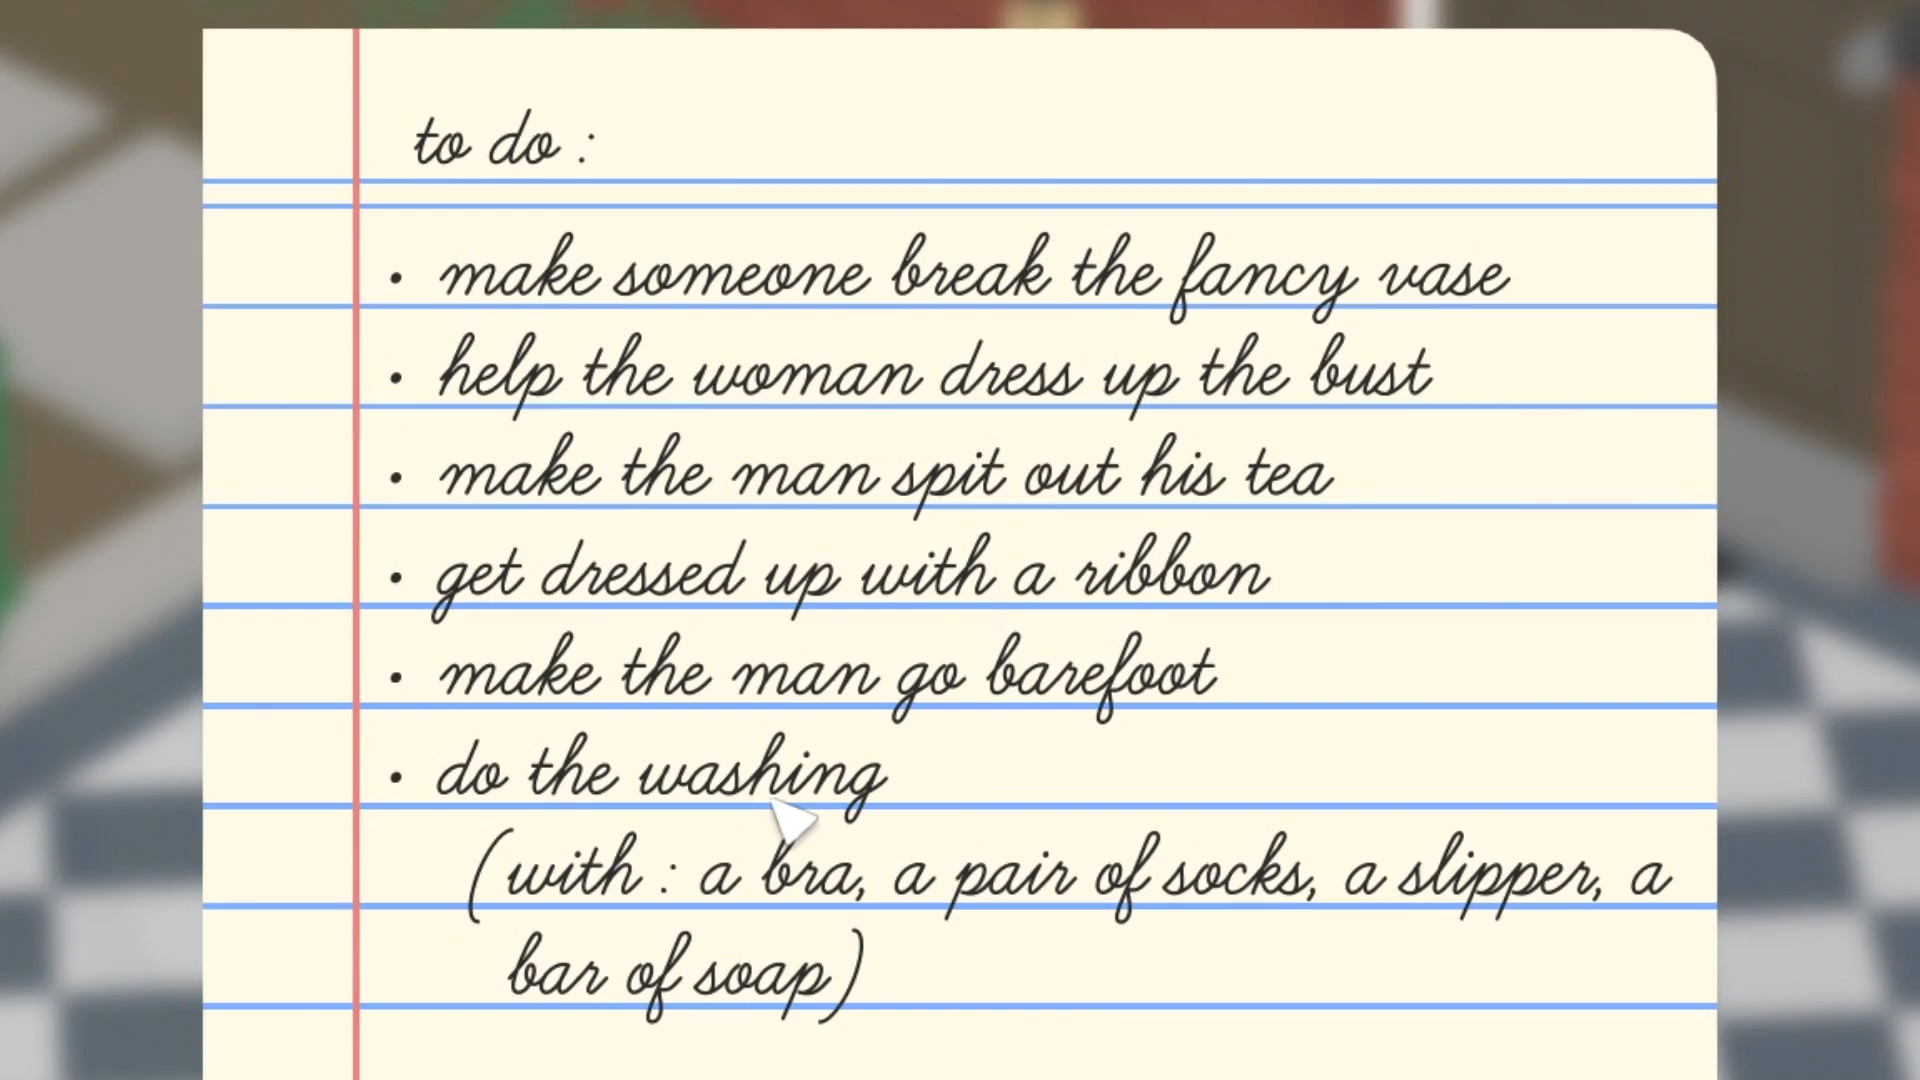 to do :
• make someone break the fancy vase
• help the woman dress up the bust
• make the man spit out his tea
• get dressed up with a ribbon
• make the man go barefoot
• do the washing
(with : a bra, a pair of socks, a slipper, a
bar of soap)